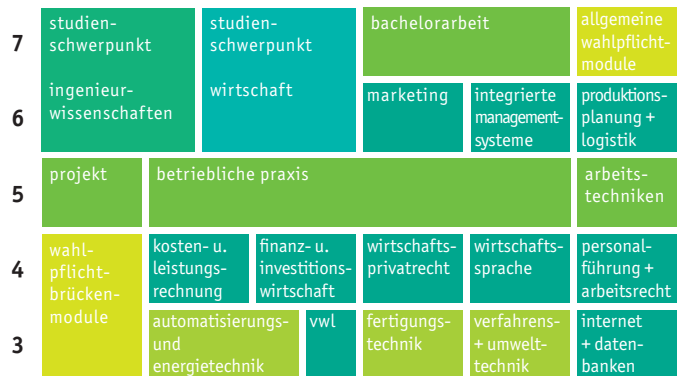 7
studien-
schwerpunkt
ingenieur-
wissenschaften
studien-
schwerpunkt
wirtschaft
bachelorarbeit
allgemeine
wahlpflicht-
module
6
marketing
integrierte
management-
systeme
produktions-
planung +
logistik
5
projekt
betriebliche praxis
arbeits-
techniken
4
wahl-
pflicht-
brücken-
module
kosten- u.
leistungs-
rechnung
finanz- u.
investitions-
wirtschaft
wirtschafts-
privatrecht
wirtschafts-
sprache
personal-
führung +
arbeitsrecht
3
automatisierungs-
und
energietechnik
vwl
fertigungs-
technik
verfahrens-
+ umwelt-
technik
internet
+ daten-
banken